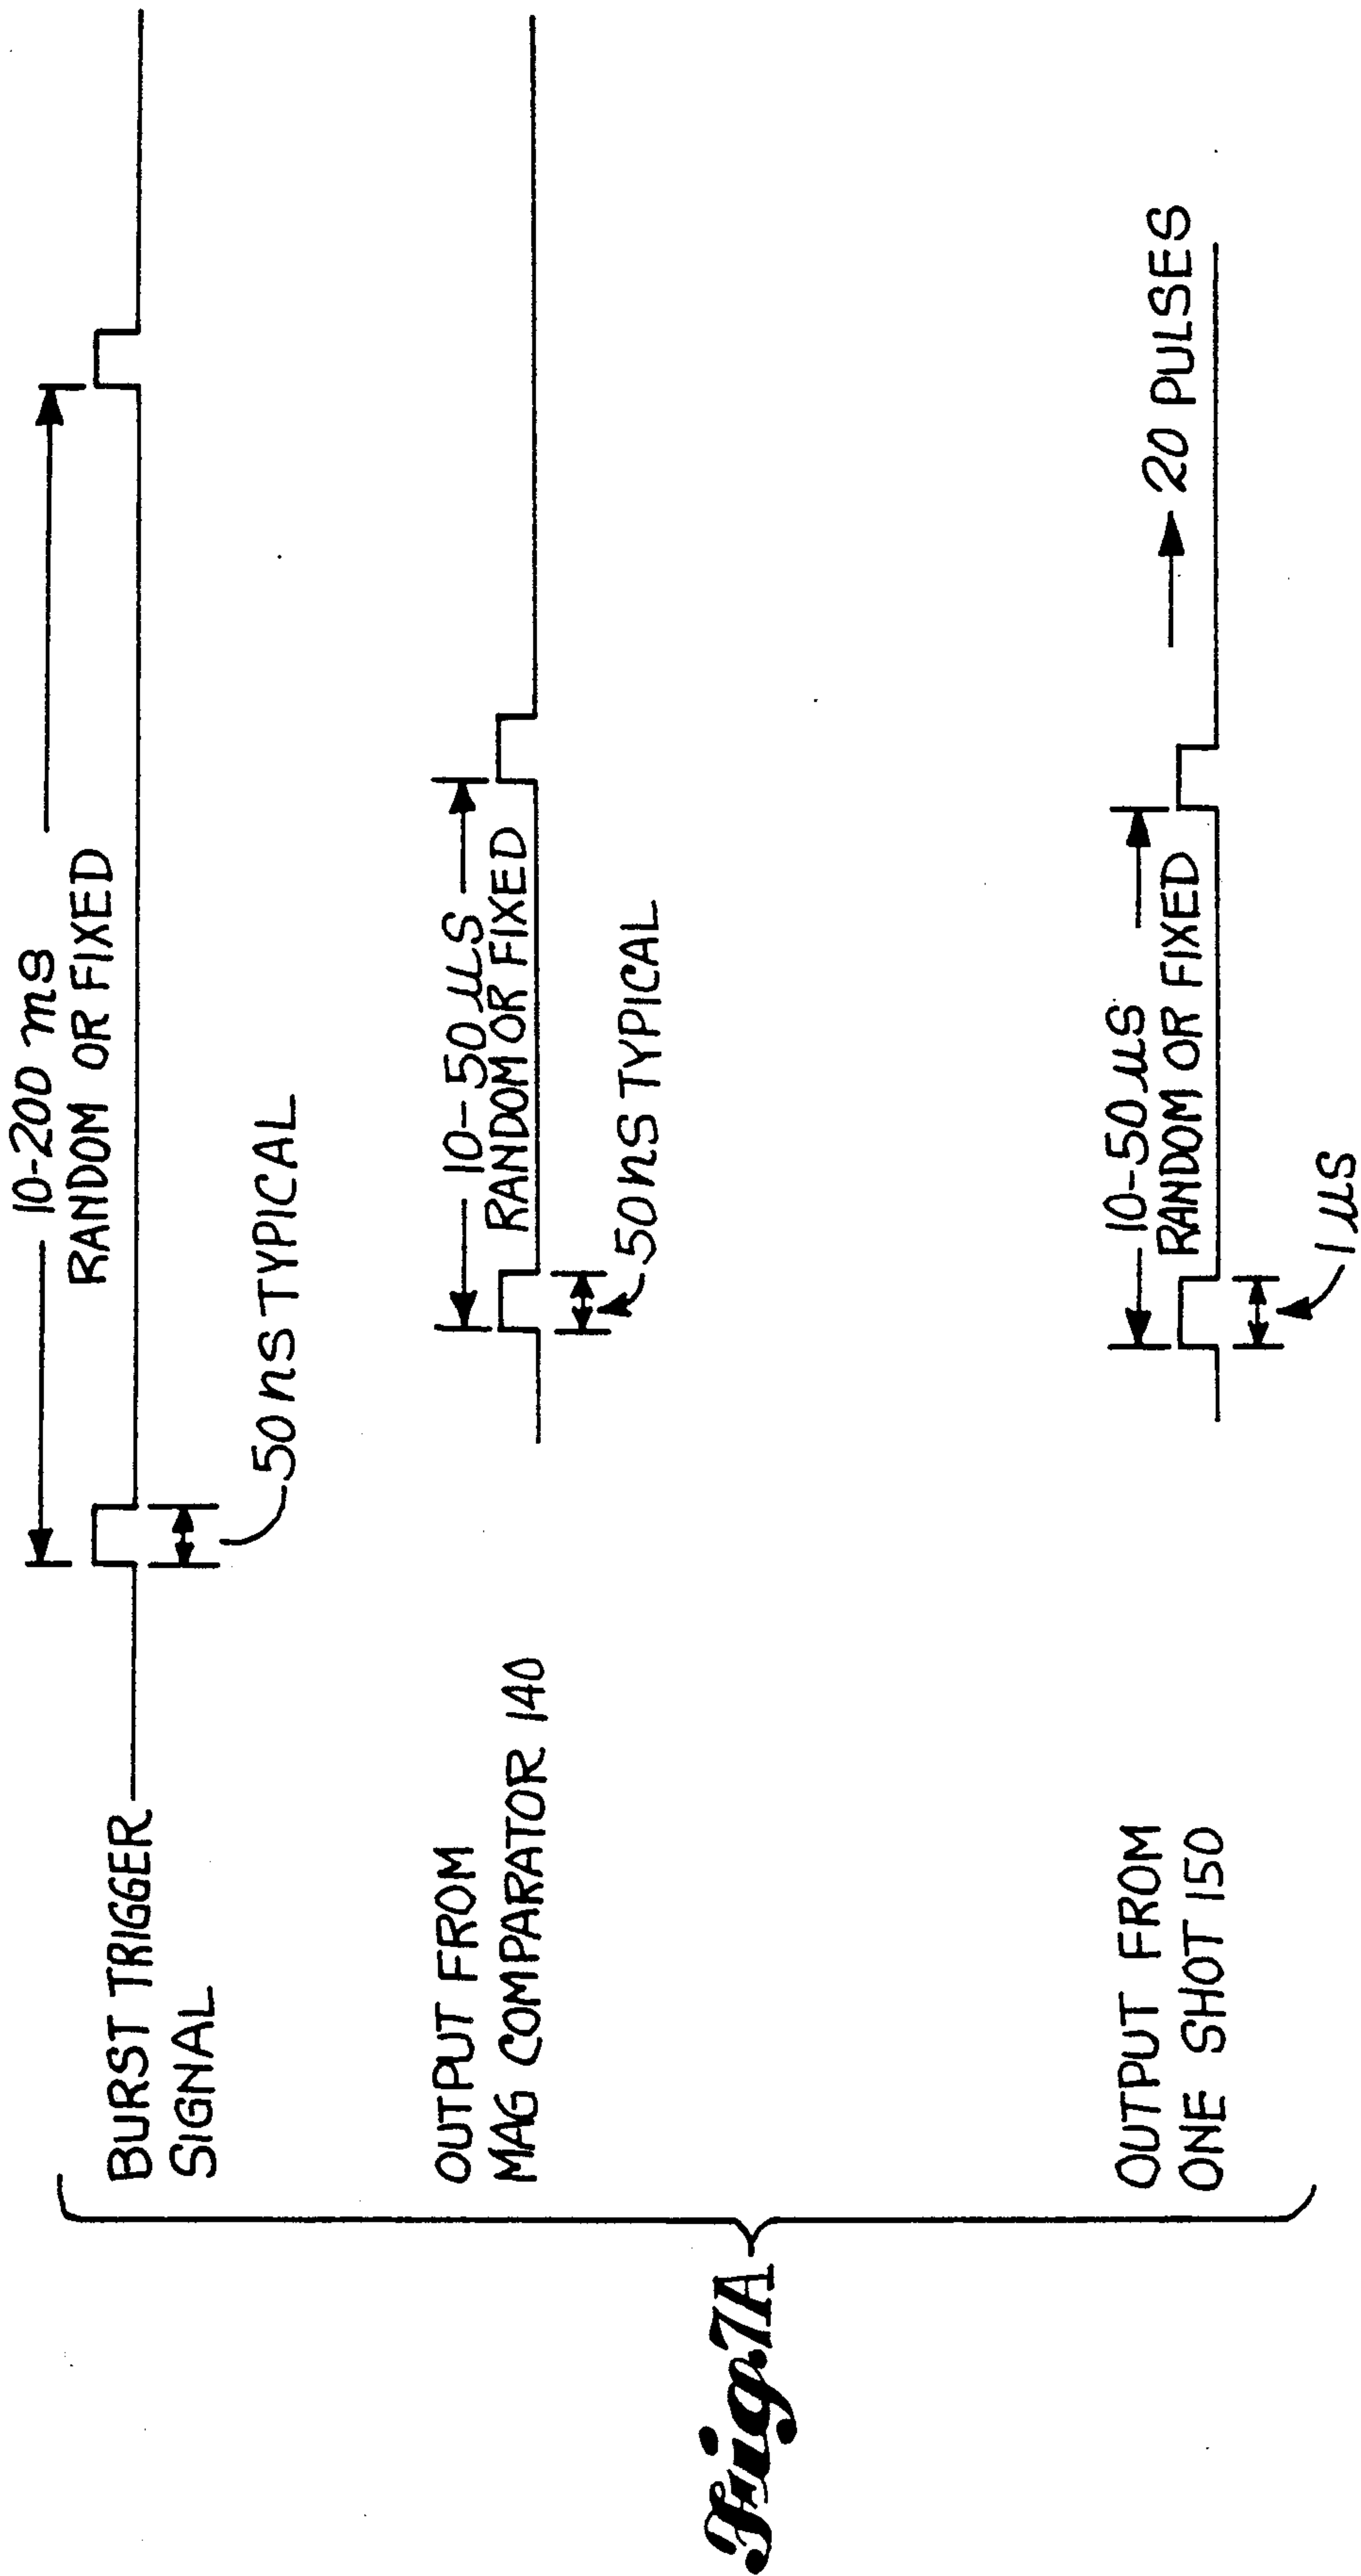 10-200 ms
RANDOM OR FIXED
BURST TRIGGER
SIGNAL
50 ns TYPICAL
10-50 µs
RANDOM OR FIXED
OUTPUT FROM
MAG COMPARATOR 140
50 ns TYPICAL
10-50 µs
RANDOM OR FIXED
20 PULSES
OUTPUT FROM
ONE SHOT 150
1 µs
Fig. 7A